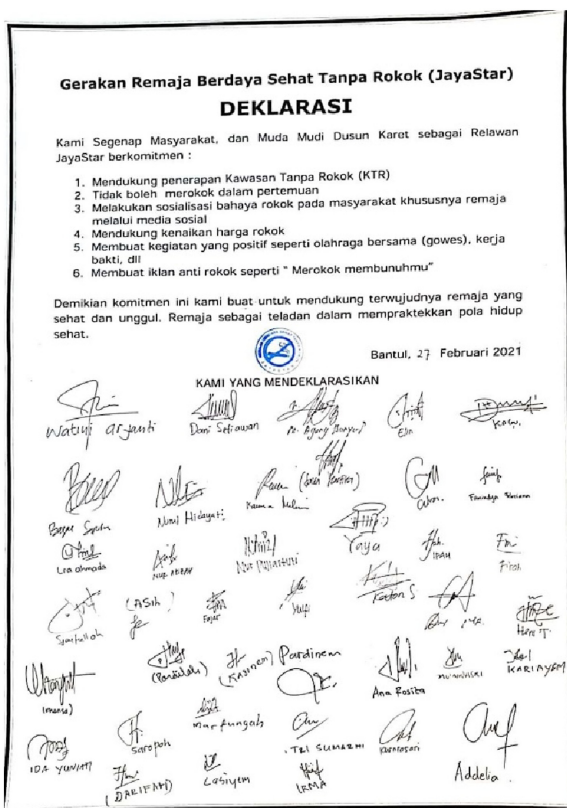 Gerakan Remaja Berdaya Sehat Tanpa Rokok (JayaStar)
DEKLARASI
Kami Segenap Masyarakat, dan Muda Mudi Dusun Karet sebagai Relawan
JayaStar berkomitmen :
1. Mendukung penerapan Kawasan Tanpa Rokok (KTR)
2. Tidak boleh merokok dalam pertemuan
3. Melakukan sosialisasi bahaya rokok pada masyarakat khususnya remaja
melalui media sosial
4. Mendukung kenaikan harga rokok
5. Membuat kegiatan yang positif seperti olahraga bersama (gowes), kerja
bakti, dll
6. Membuat iklan anti rokok seperti " Merokok membunuhmu"
Demikian komitmen ini kami buat untuk mendukung terwujudnya remaja yang
sehat dan unggul. Remaja sebagai teladan dalam mempraktekkan pola hidup
sehat.
Bantul, 27 Februari 2021
KAMI YANG MENDEKLARASIKAN
Doni Setiawan
Elin
Nurul Hidayati
Yaya
Iman
Firoh
(ASih)
Fajar
Heri T.
Pardinem
Ana Rosita
KARIAYEM
Saropah
marfungah
TRI SUMARNI
IDA YUNIATI
Lasiyem
IRMA
Addelia